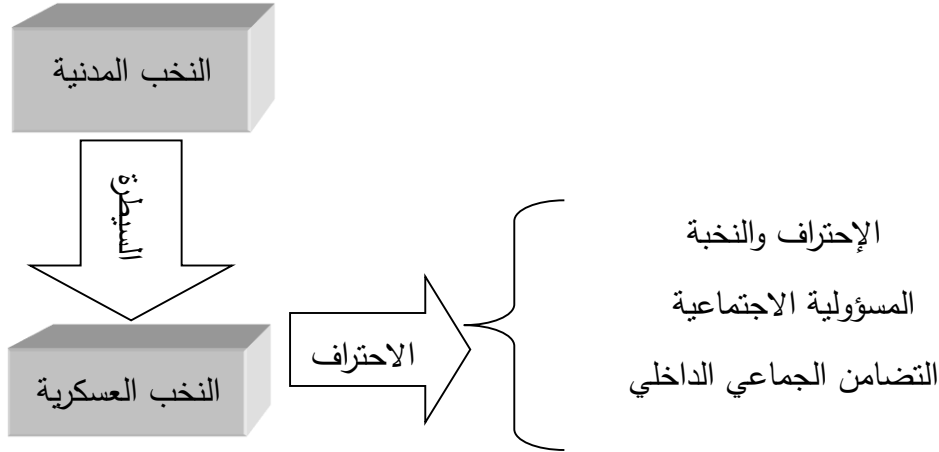 النخب المدنية
السيطرة
الإحتراف والنخبة
المسؤولية الاجتماعية
التضامن الجماعي الداخلي
الاحتراف
النخب العسكرية